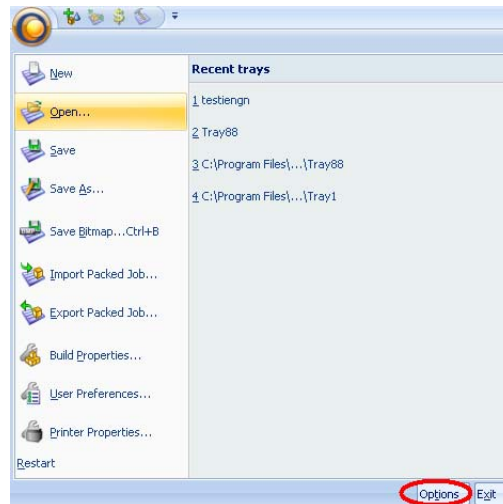 New
Open...
Save
Save As...
Save Bitmap...Ctrl+B
Import Packed Job...
Export Packed Job...
Build Properties...
User Preferences...
Printer Properties...
Restart
Recent trays
1 testiengn
2 Tray88
3 C:\Program Files\...\Tray88
4 C:\Program Files\...\Tray1
Options
Exit